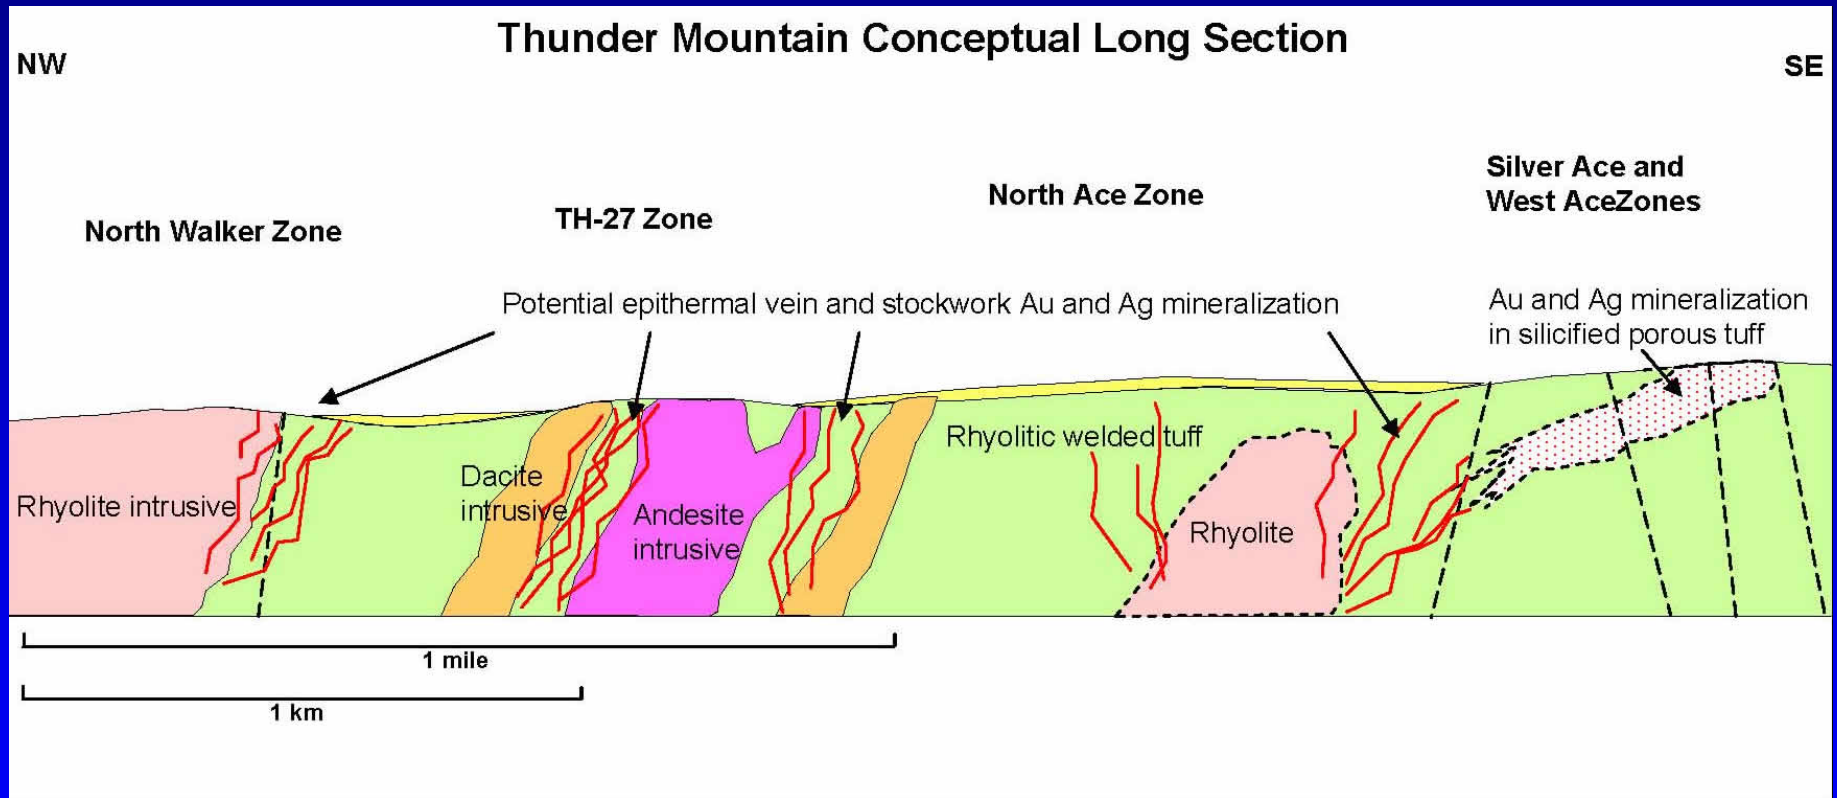 Thunder Mountain Conceptual Long Section
NW
SE
Silver Ace and
West AceZones
North Ace Zone
TH-27 Zone
North Walker Zone
Potential epithermal vein and stockwork Au and Ag mineralization
Au and Ag mineralization
in silicified porous tuff
Rhyolitic welded tuff
Dacite
intrusive
Rhyolite intrusive
Andesite
intrusive
Rhyolite
1 mile
1 km